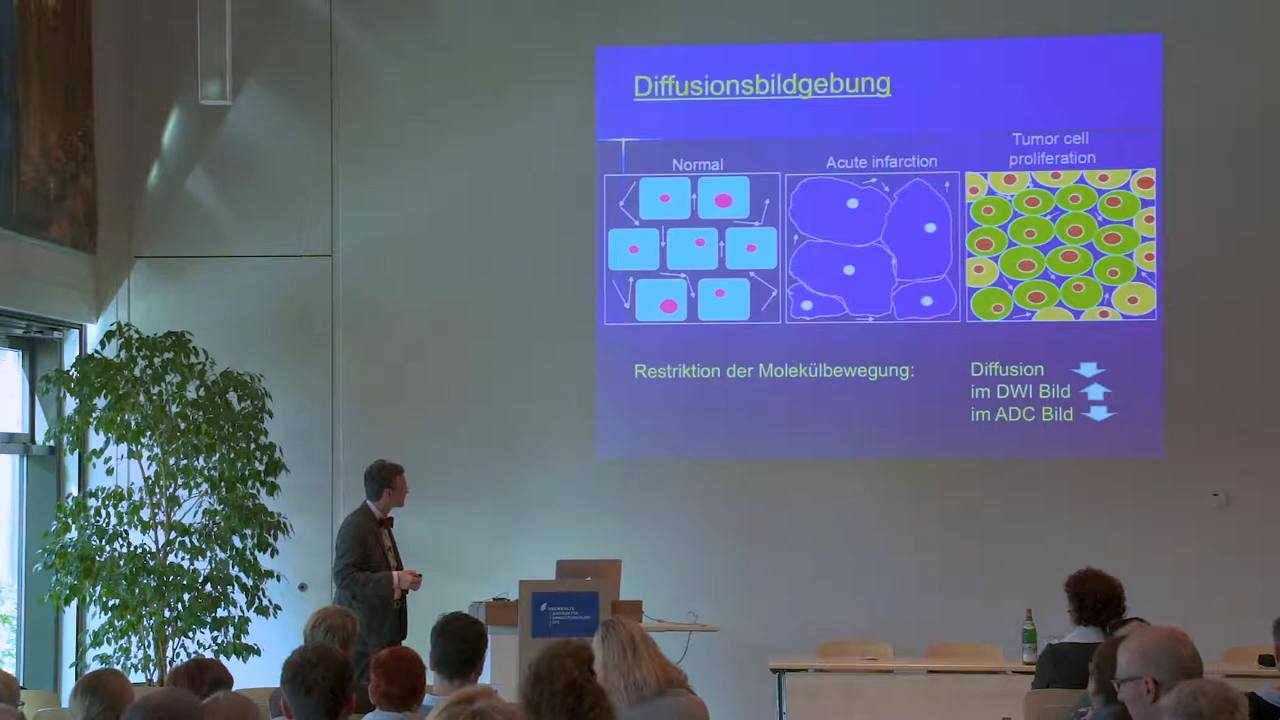 Diffusionsbildgebung
Normal
Acute infarction
Tumor cell
proliferation
Restriktion der Molekülbewegung:
Diffusion
im DWI Bild
im ADC Bild